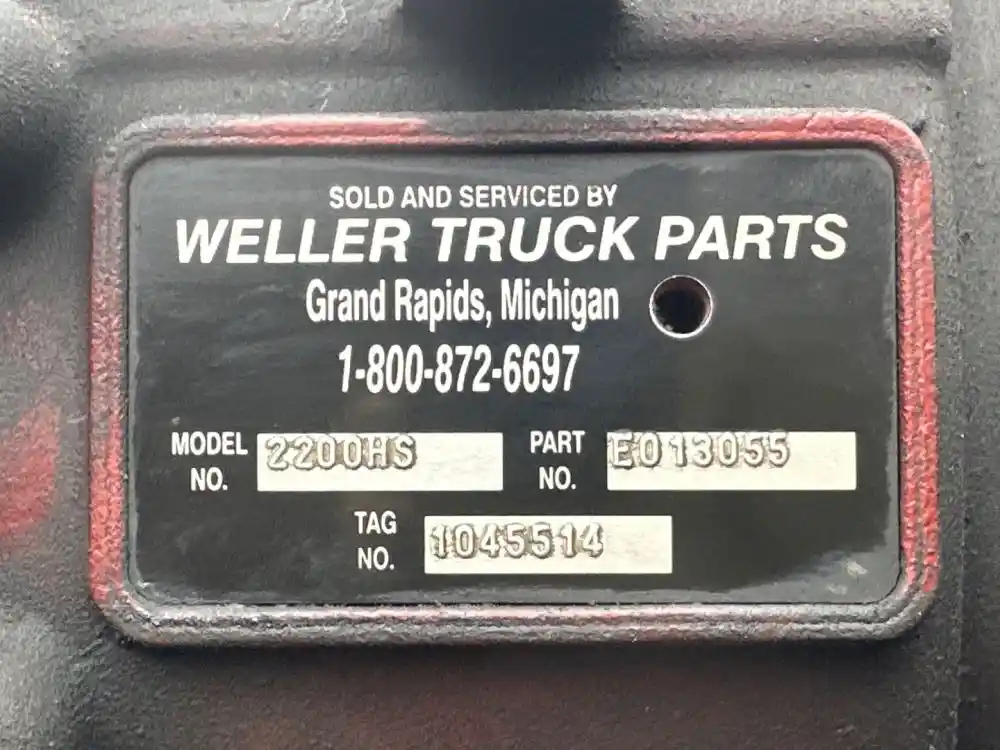 SOLD AND SERVICED BY
WELLER TRUCK PARTS
Grand Rapids, Michigan
1-800-872-6697
MODEL NO. 2200HS PART NO. E013055
TAG NO. 1045514